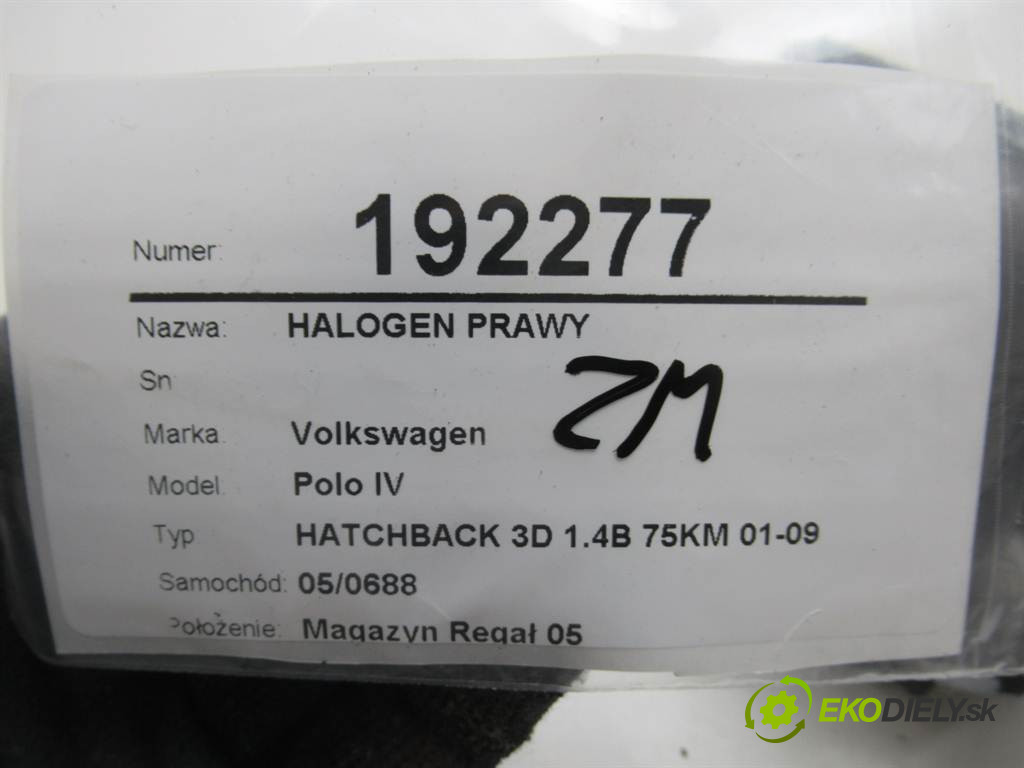 Numer: 192277
Nazwa: HALOGEN PRAWY
Sn
ZM
Marka Volkswagen
Model Polo IV
Typ HATCHBACK 3D 1.4B 75KM 01-09
Samochód: 05/0688
Położenie: Magazyn Regał 05
EKODIELY.sk